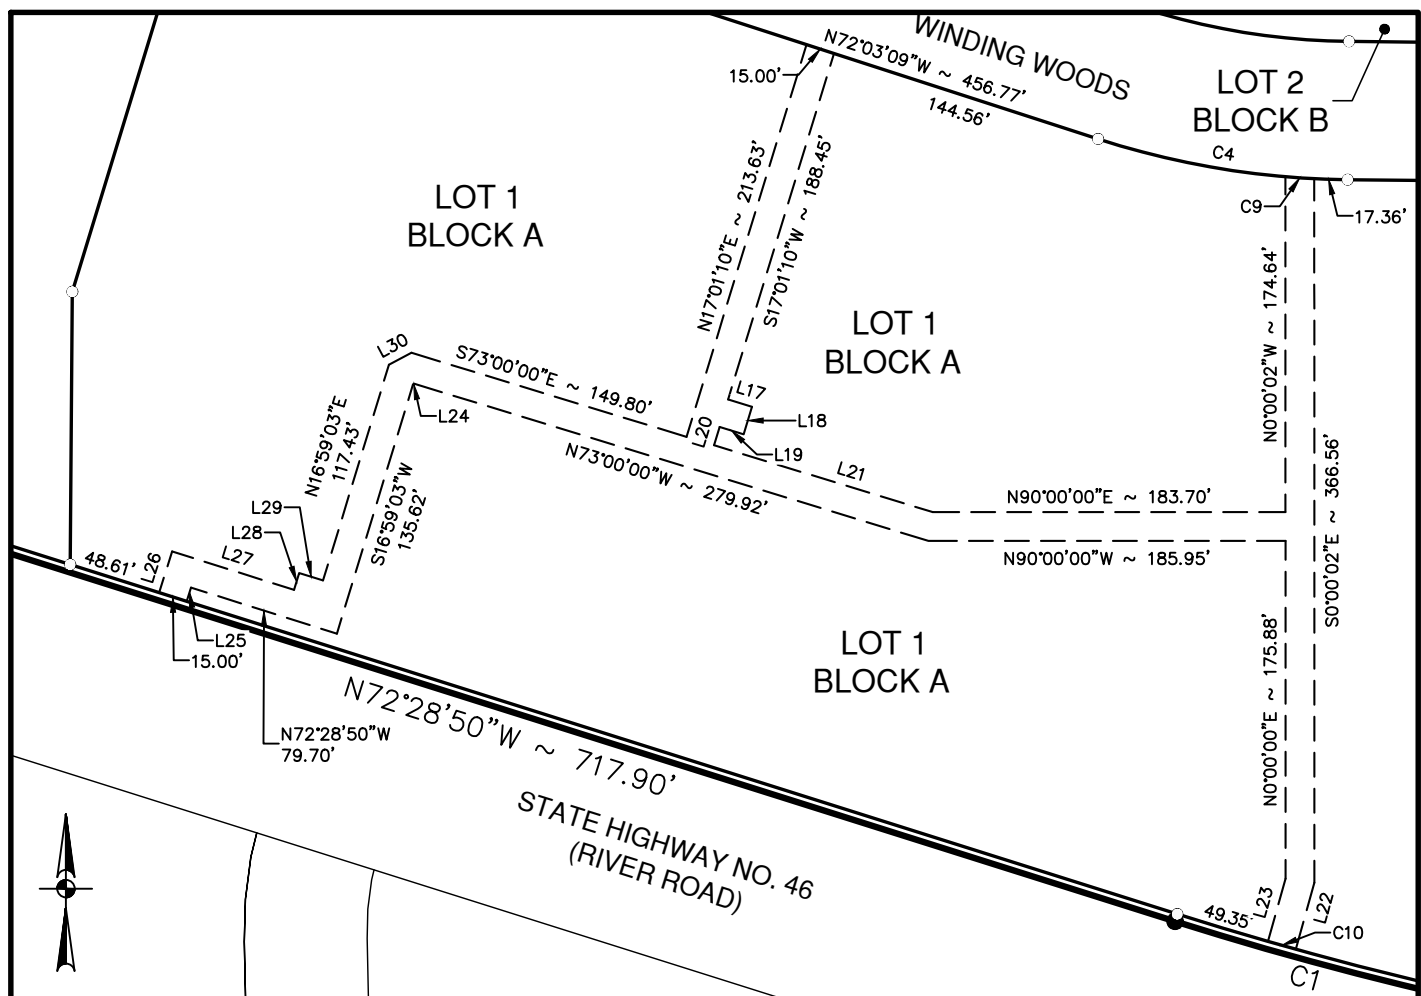 WINDING WOODS
N72°03'09"W ~ 456.77'
144.56'
15.00'
LOT 2
BLOCK B
C4
C9
17.36'
LOT 1
BLOCK A
N17°01'10"E ~ 213.63'
S17°01'10"W ~ 188.45'
N0°00'02"W ~ 174.64'
LOT 1
BLOCK A
L30
S73°00'00"E ~ 149.80'
L24
L17
L18
L20
L19
L21
N73°00'00"W ~ 279.92'
N16°59'03"E
117.43'
S16°59'03"W
135.62'
S0°00'02"E ~ 366.56'
N90°00'00"E ~ 183.70'
N90°00'00"W ~ 185.95'
L29
L28
L27
L26
48.61'
L25
15.00'
N72°28'50"W
79.70'
LOT 1
BLOCK A
N0°00'00"E ~ 175.88'
N72°28'50"W ~ 717.90'
STATE HIGHWAY NO. 46
(RIVER ROAD)
49.35'
L23
L22
C10
C1